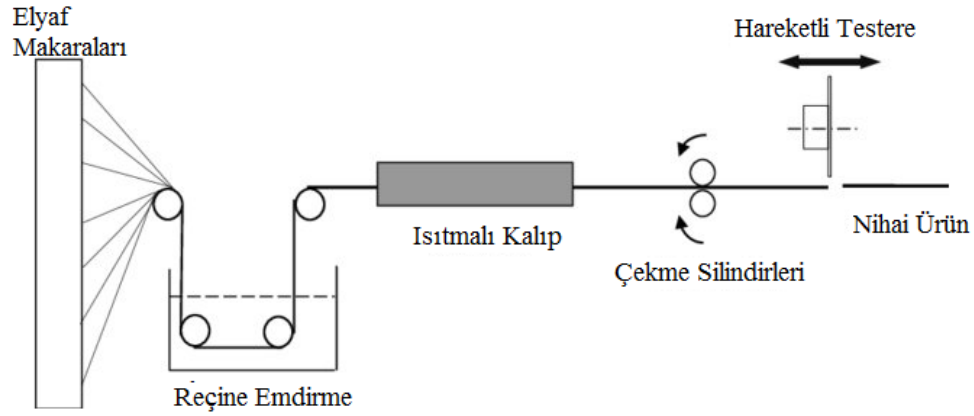 Elyaf
Makaraları
Hareketli Testere
Isıtmalı Kalıp
Nihai Ürün
Çekme Silindirleri
Reçine Emdirme